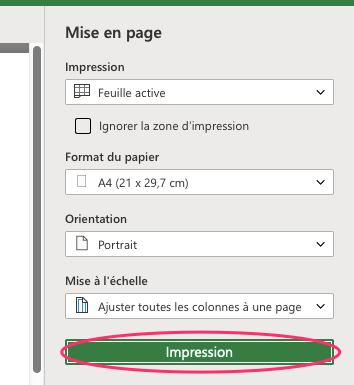 Mise en page
Impression
Feuille active
Ignorer la zone d'impression
Format du papier
A4 (21 x 29,7 cm)
Orientation
Portrait
Mise à l'échelle
Ajuster toutes les colonnes à une page
Impression